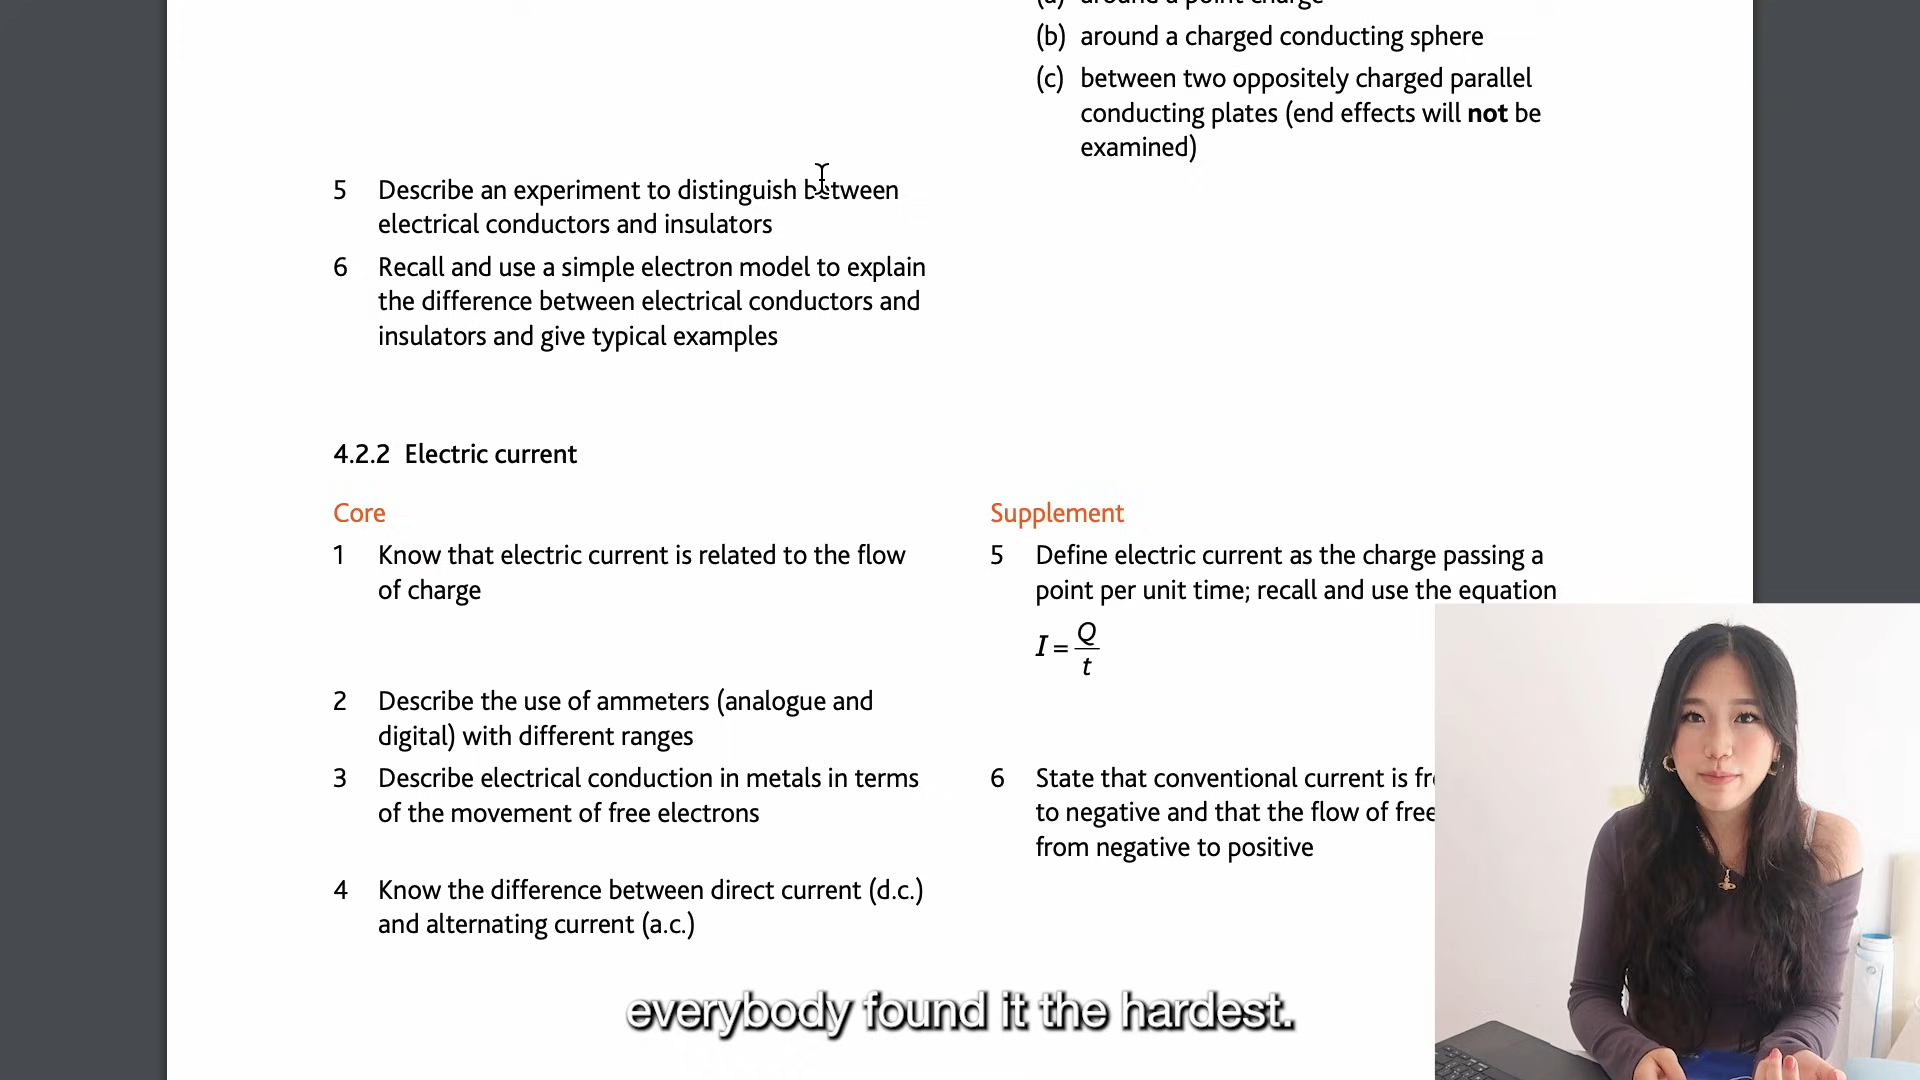 (b) around a charged conducting sphere
(c) between two oppositely charged parallel
conducting plates (end effects will not be
examined)
5 Describe an experiment to distinguish between
electrical conductors and insulators
6 Recall and use a simple electron model to explain
the difference between electrical conductors and
insulators and give typical examples
4.2.2 Electric current
Core
1 Know that electric current is related to the flow
of charge
2 Describe the use of ammeters (analogue and
digital) with different ranges
3 Describe electrical conduction in metals in terms
of the movement of free electrons
4 Know the difference between direct current (d.c.)
and alternating current (a.c.)
Supplement
5 Define electric current as the charge passing a
point per unit time; recall and use the equation
I = Q
t
6 State that conventional current is
to negative and that the flow of free
from negative to positive
everybody found it the hardest.